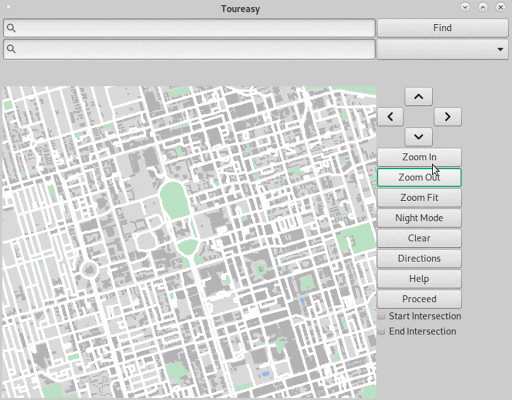 Toureasy
Find
Zoom In
Zoom Out
Zoom Fit
Night Mode
Clear
Directions
Help
Proceed
Start Intersection
End Intersection